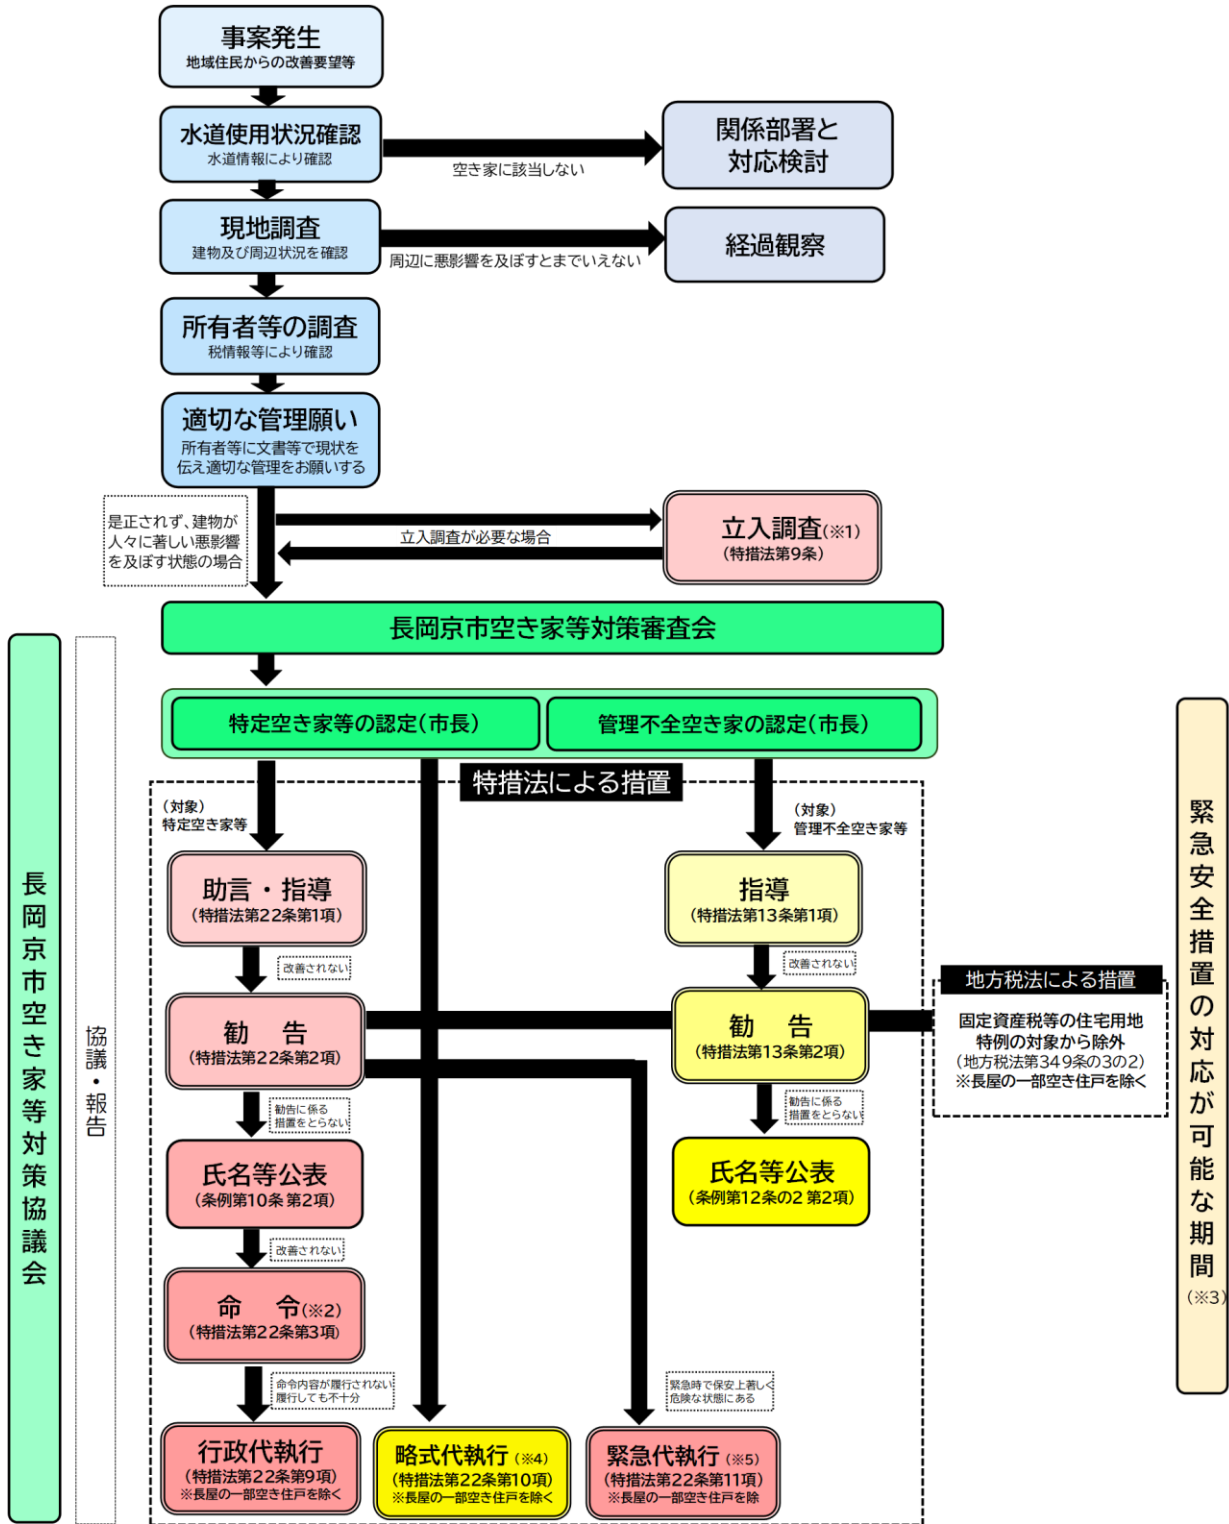 事案発生
地域住民からの改善要望等
水道使用状況確認
水道情報により確認
空き家に該当しない
関係部署と
対応検討
現地調査
建物及び周辺状況を確認
周辺に悪影響を及ぼすとまでいえない
経過観察
所有者等の調査
税情報等により確認
適切な管理願い
所有者等に文書等で現状を
伝え適切な管理をお願いする
是正されず、建物が
人々に著しい悪影響
を及ぼす状態の場合
立入調査が必要な場合
立入調査(※1)
(特措法第9条)
長岡京市空き家等対策審査会
特定空き家等の認定(市長)
管理不全空き家の認定(市長)
特措法による措置
(対象)
特定空き家等
(対象)
管理不全空き家等
助言・指導
(特措法第22条第1項)
指導
(特措法第13条第1項)
改善されない
改善されない
勧 告
(特措法第22条第2項)
勧 告
(特措法第13条第2項)
地方税法による措置
固定資産税等の住宅用地
特例の対象から除外
(地方税法第349条の3の2)
※長屋の一部空き住戸を除く
勧告に係る
措置をとらない
勧告に係る
措置をとらない
氏名等公表
(条例第10条 第2項)
氏名等公表
(条例第12条の2 第2項)
改善されない
命 令(※2)
(特措法第22条第3項)
命令内容が履行されない
履行しても不十分
緊急時で保安上著しく
危険な状態にある
行政代執行
(特措法第22条第9項)
※長屋の一部空き住戸を除く
略式代執行(※4)
(特措法第22条第10項)
※長屋の一部空き住戸を除く
緊急代執行(※5)
(特措法第22条第11項)
※長屋の一部空き住戸を除
長岡京市空き家等対策協議会
協議・報告
緊急安全措置の対応が可能な期間
(※3)